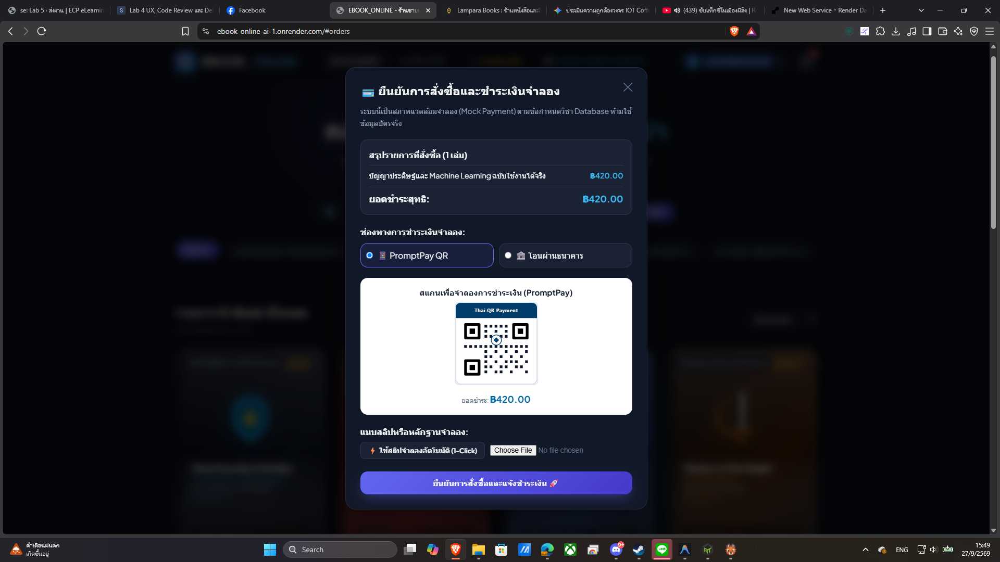 se: Lab 5 · ส่งงาน | ECP eLearnin
Lab 4 UX, Code Review และ De
Facebook
EBOOK_ONLINE - ร้านขาย
Lampara Books : ร้านหนังสือและ
ประเมินความถูกต้องวงจร IOT Coff
(439) ขับแท็กซี่ในเมืองผีสิง | R
New Web Service · Render Da
ebook-online-ai-1.onrender.com/#orders
ยืนยันการสั่งซื้อและชำระเงินจำลอง
ระบบนี้เป็นสภาพแวดล้อมจำลอง (Mock Payment) ตามข้อกำหนดวิชา Database ห้ามใช้
ข้อมูลบัตรจริง
สรุปรายการที่สั่งซื้อ (1 เล่ม)
ปัญญาประดิษฐ์และ Machine Learning ฉบับใช้งานได้จริง ฿420.00
ยอดชำระสุทธิ: ฿420.00
ช่องทางการชำระเงินจำลอง:
PromptPay QR
โอนผ่านธนาคาร
สแกนเพื่อจำลองการชำระเงิน (PromptPay)
Thai QR Payment
ยอดชำระ: ฿420.00
แนบสลิปหรือหลักฐานจำลอง:
ใช้สลิปจำลองอัตโนมัติ (1-Click)
Choose File No file chosen
ยืนยันการสั่งซื้อและแจ้งชำระเงิน
คำเตือนฝนตก
เกิดขึ้นอยู่
Search
9+
ENG
15:49
27/9/2569